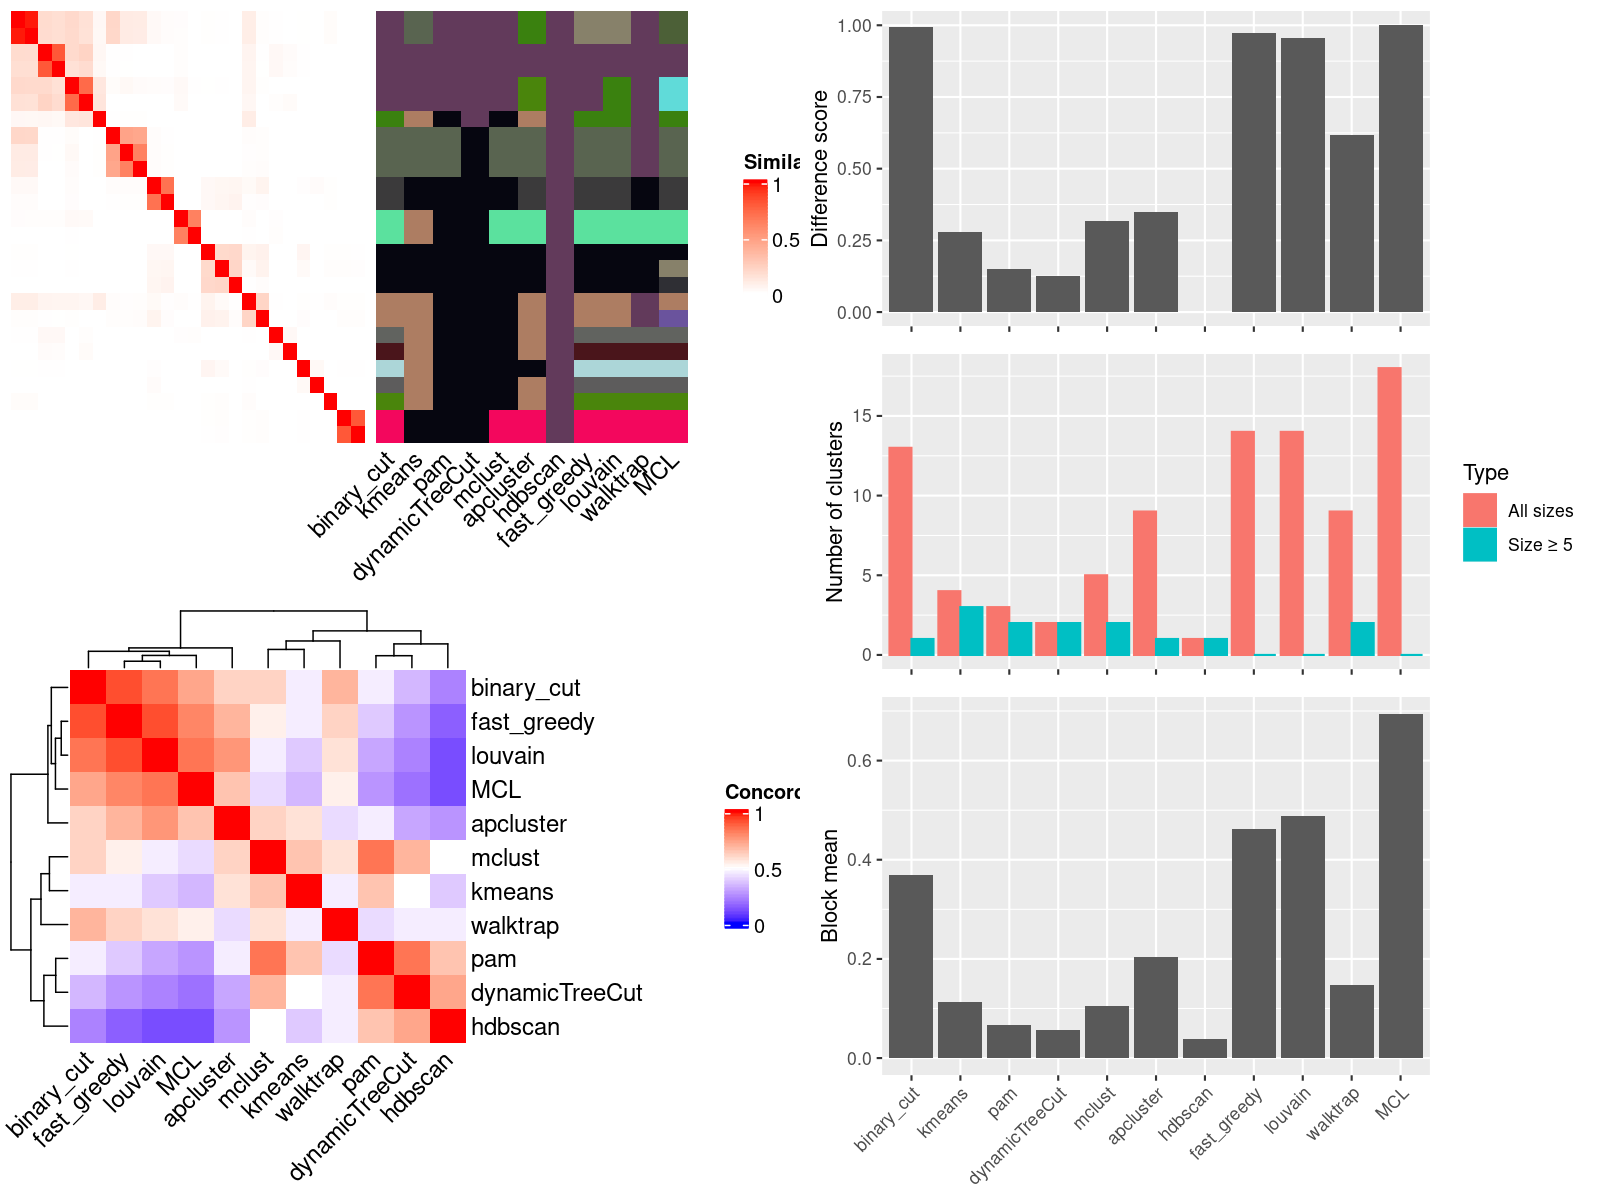 Simila
1
0.5
0
binary_cut
kmeans
pam
dynamicTreeCut
mclust
apcluster
hdbscan
fast_greedy
louvain
walktrap
MCL
binary_cut
fast_greedy
louvain
MCL
apcluster
mclust
kmeans
walktrap
pam
dynamicTreeCut
hdbscan
binary_cut
fast_greedy
louvain
MCL
apcluster
mclust
kmeans
walktrap
pam
dynamicTreeCut
hdbscan
Concord
1
0.5
0
Difference score
1.00
0.75
0.50
0.25
0.00
Number of clusters
15
10
5
0
Type
All sizes
Size ≥ 5
Block mean
0.6
0.4
0.2
0.0
binary_cut
kmeans
pam
dynamicTreeCut
mclust
apcluster
hdbscan
fast_greedy
louvain
walktrap
MCL